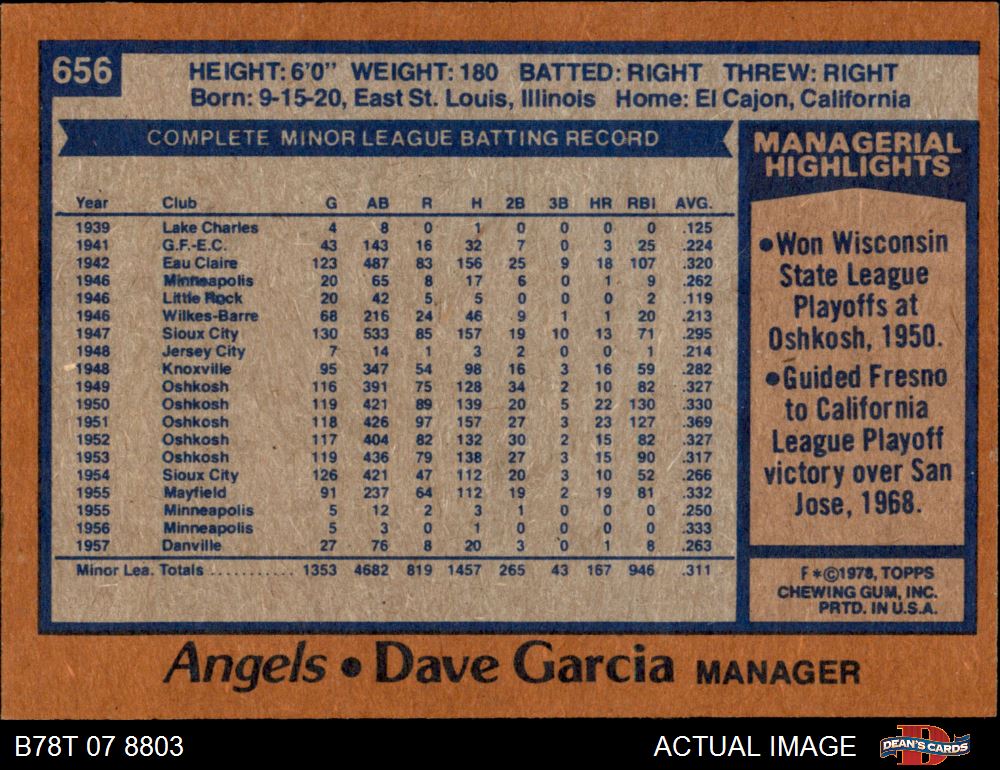 656
HEIGHT: 6'0" WEIGHT: 180 BATTED: RIGHT THREW: RIGHT
Born: 9-15-20, East St. Louis, Illinois Home: El Cajon, California
COMPLETE MINOR LEAGUE BATTING RECORD
Year Club G AB R H 2B 3B HR RBI AVG.
1939 Lake Charles 4 8 0 1 0 0 0 0 .125
1941 G.F.-E.C. 43 143 16 32 7 0 3 25 .224
1942 Eau Claire 123 487 83 156 25 9 18 107 .320
1946 Minneapolis 20 65 8 17 6 0 1 9 .262
1946 Little Rock 20 42 5 5 0 0 0 2 .119
1946 Wilkes-Barre 68 216 24 46 9 1 1 20 .213
1947 Sioux City 130 533 85 157 19 10 13 71 .295
1948 Jersey City 7 14 1 3 2 0 0 1 .214
1948 Knoxville 95 347 54 98 16 3 16 59 .282
1949 Oshkosh 116 391 75 128 34 2 10 82 .327
1950 Oshkosh 119 421 89 139 20 5 22 130 .330
1951 Oshkosh 118 426 97 157 27 3 23 127 .369
1952 Oshkosh 117 404 82 132 30 2 15 82 .327
1953 Oshkosh 119 436 79 138 27 3 15 90 .317
1954 Sioux City 126 421 47 112 20 3 10 52 .266
1955 Mayfield 91 237 64 112 19 2 19 81 .332
1955 Minneapolis 5 12 2 3 1 0 0 0 .250
1956 Minneapolis 5 3 0 1 0 0 0 0 .333
1957 Danville 27 76 8 20 3 0 1 8 .263
Minor Lea. Totals ............ 1353 4682 819 1457 265 43 167 946 .311
MANAGERIAL
HIGHLIGHTS
•Won Wisconsin
State League
Playoffs at
Oshkosh, 1950.
•Guided Fresno
to California
League Playoff
victory over San
Jose, 1968.
F *©1978, TOPPS
CHEWING GUM, INC.
PRTD. IN U.S.A.
Angels • Dave Garcia MANAGER
B78T 07 8803
ACTUAL IMAGE
DEAN'S CARDS